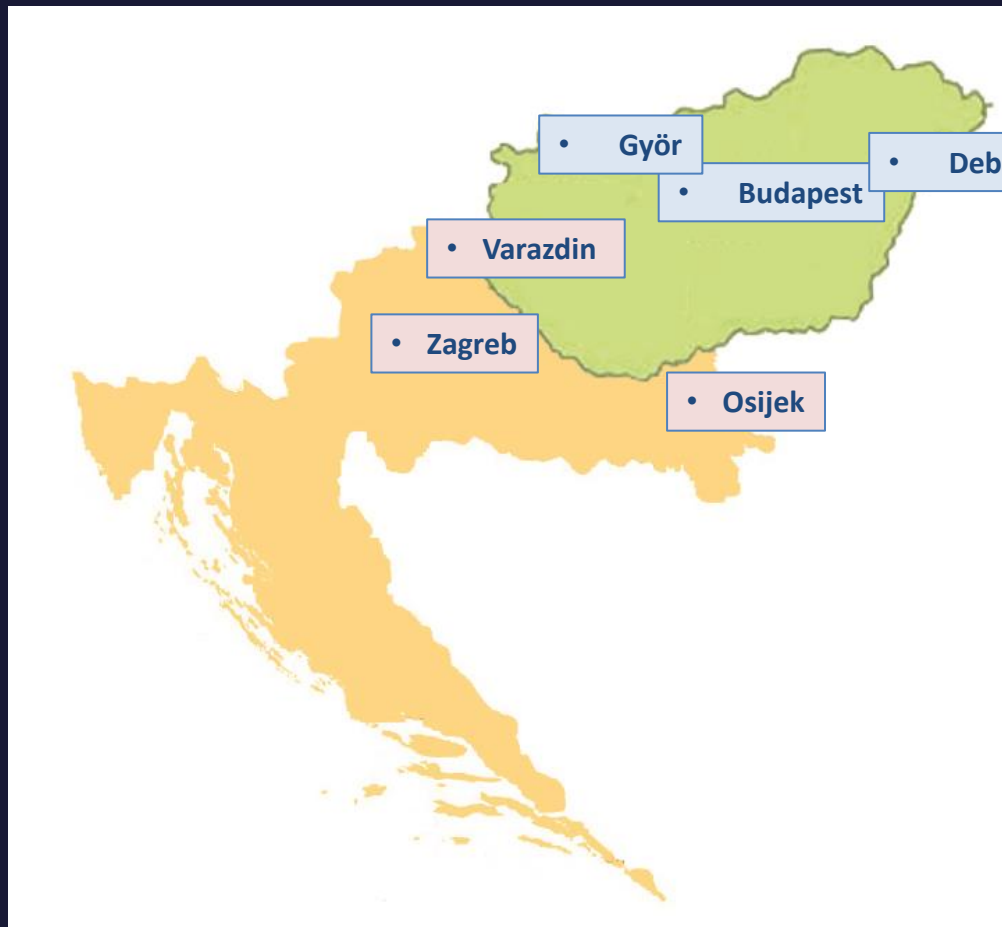 • Györ
• Deb
• Budapest
• Varazdin
• Zagreb
• Osijek